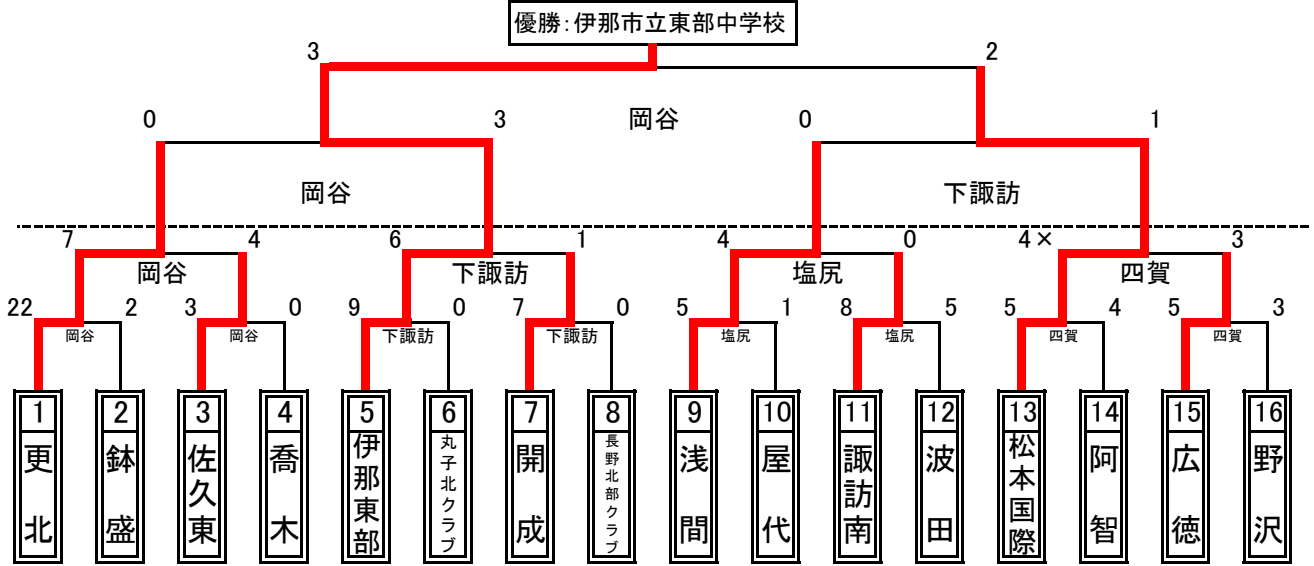 優勝:伊那市立東部中学校
3 2
0 3 岡谷 0 1
岡谷 下諏訪
7 4 6 1 4 0 4× 3
岡谷 下諏訪 塩尻 四賀
22 2 3 0 9 0 7 0 5 1 8 5 5 4 5 3
岡谷 岡谷 下諏訪 下諏訪 塩尻 塩尻 四賀 四賀
1 2 3 4 5 6 7 8 9 10 11 12 13 14 15 16
更北
鉢盛
佐久東
喬木
伊那東部
丸子北クラブ
開成
長野北部クラブ
浅間
屋代
諏訪南
波田
松本国際
阿智
広徳
野沢